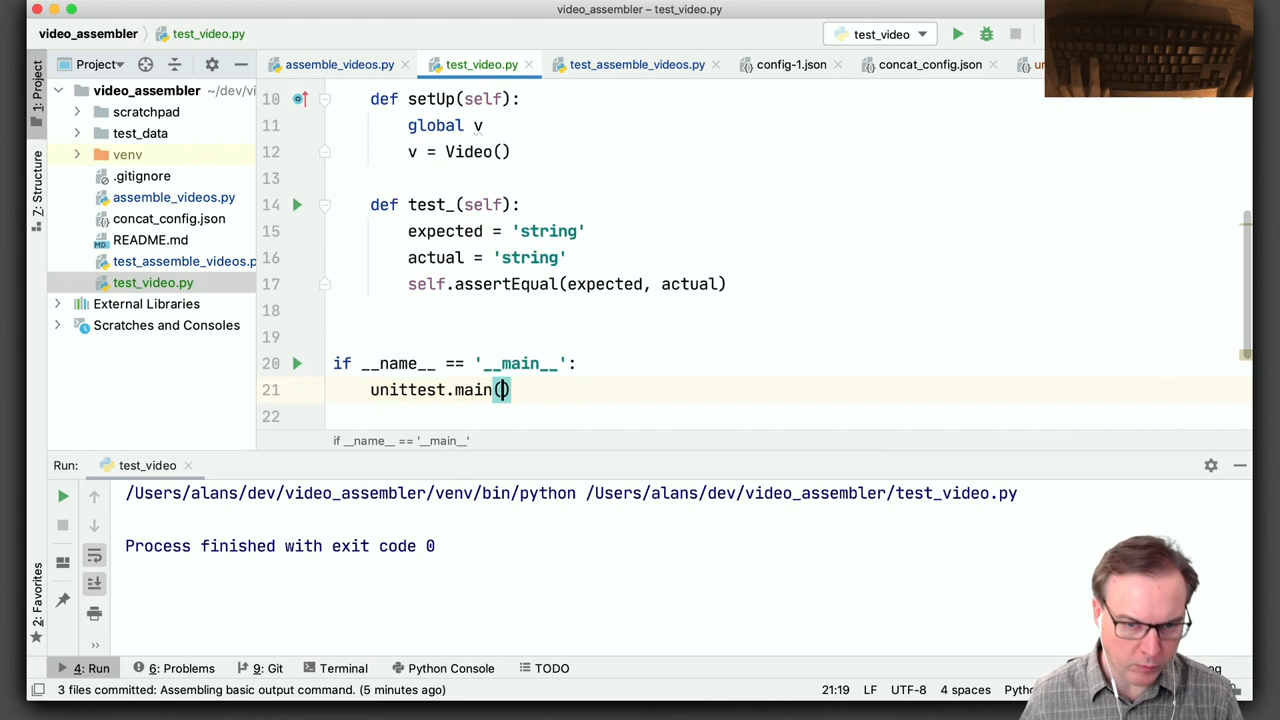 video_assembler – test_video.py
video_assembler test_video.py
test_video
Project
assemble_videos.py
test_video.py
test_assemble_videos.py
config-1.json
concat_config.json
1: Project
Z: Structure
2: Favorites
video_assembler ~/dev/vi
scratchpad
test_data
venv
.gitignore
assemble_videos.py
concat_config.json
README.md
test_assemble_videos.p
test_video.py
External Libraries
Scratches and Consoles
10 def setUp(self):
11 global v
12 v = Video()
13
14 def test_(self):
15 expected = 'string'
16 actual = 'string'
17 self.assertEqual(expected, actual)
18
19
20 if __name__ == '__main__':
21 unittest.main()
22
if __name__ == '__main__'
Run: test_video
/Users/alans/dev/video_assembler/venv/bin/python /Users/alans/dev/video_assembler/test_video.py
Process finished with exit code 0
4: Run 6: Problems 9: Git Terminal Python Console TODO
3 files committed: Assembling basic output command. (5 minutes ago) 21:19 LF UTF-8 4 spaces